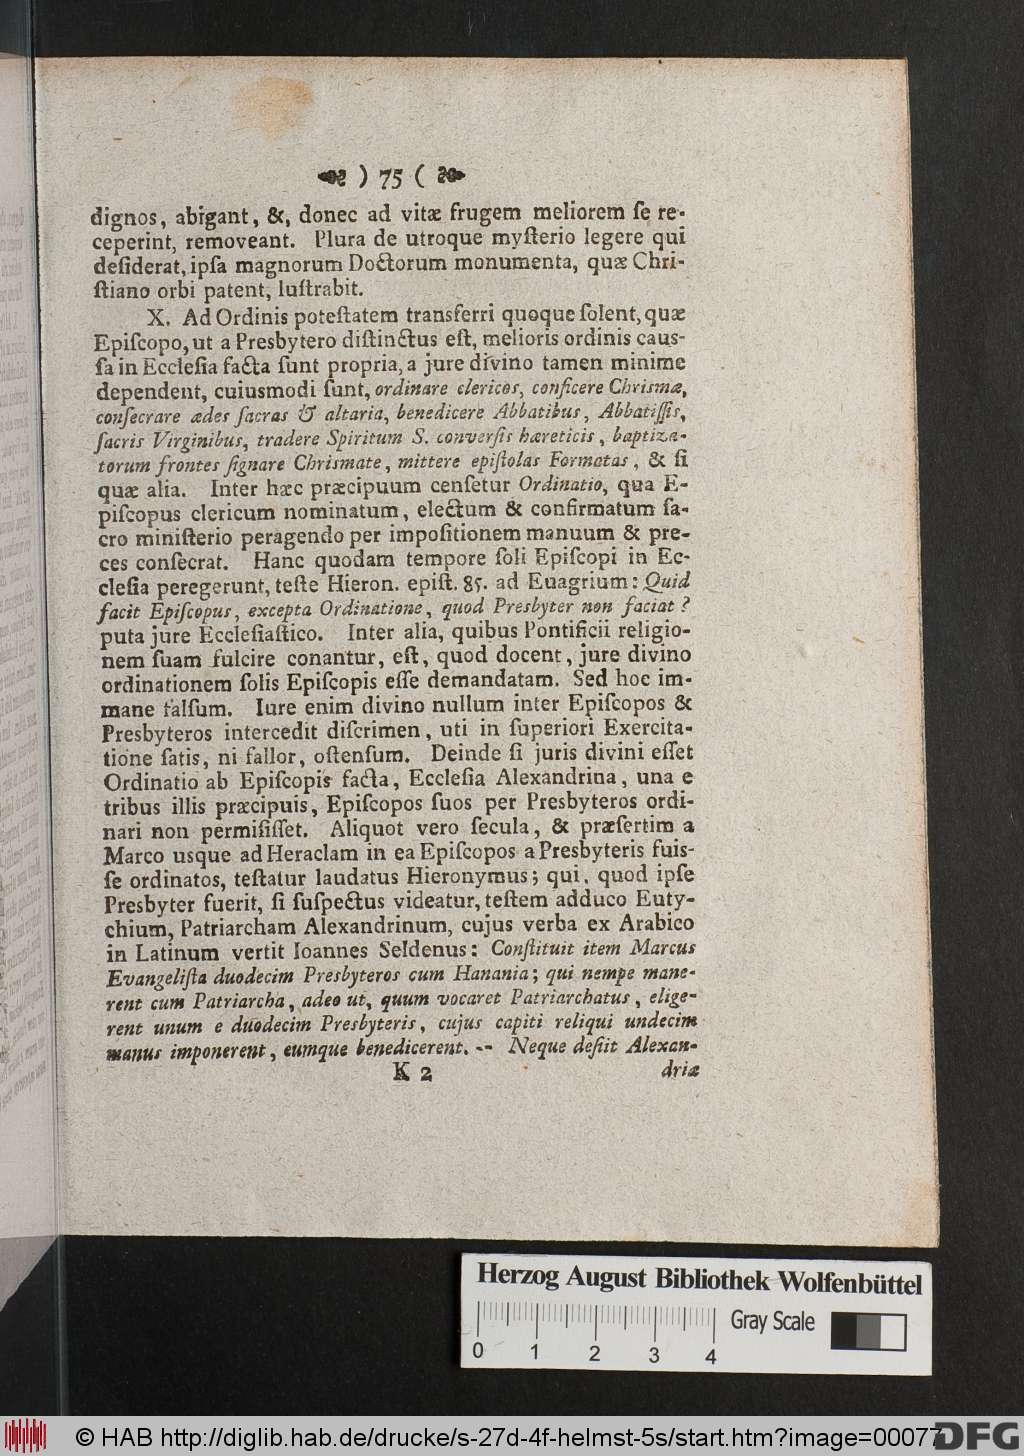 ) 75 (
dignos, abigant, &, donec ad vitæ frugem meliorem ſe re-
ceperint, removeant. Plura de utroque myſterio legere qui
deſiderat, ipſa magnorum Doctorum monumenta, quæ Chri-
ſtiano orbi patent, luſtrabit.
X. Ad Ordinis poteſtatem transferri quoque ſolent, quæ
Epiſcopo, ut a Presbytero diſtinctus eſt, melioris ordinis cauſ-
ſa in Eccleſia facta ſunt propria, a jure divino tamen minime
dependent, cuiusmodi ſunt, ordinare clericos, conficere Chrisma,
conſecrare ædes ſacras & altaria, benedicere Abbatibus, Abbatiſſis,
ſacris Virginibus, tradere Spiritum S. converſis hæreticis, baptiza-
torum frontes ſignare Chrismate, mittere epiſtolas Formatas, & ſi
quæ alia. Inter hæc præcipuum cenſetur Ordinatio, qua E-
piſcopus clericum nominatum, electum & confirmatum ſa-
cro miniſterio peragendo per impoſitionem manuum & pre-
ces conſecrat. Hanc quodam tempore ſoli Epiſcopi in Ec-
cleſia peregerunt, teſte Hieron. epiſt. 85. ad Euagrium: Quid
facit Epiſcopus, excepta Ordinatione, quod Presbyter non faciat?
puta jure Eccleſiaſtico. Inter alia, quibus Pontificii religio-
nem ſuam fulcire conantur, eſt, quod docent, jure divino
ordinationem ſolis Epiſcopis eſſe demandatam. Sed hoc im-
mane falſum. Iure enim divino nullum inter Epiſcopos &
Presbyteros intercedit diſcrimen, uti in ſuperiori Exercita-
tione ſatis, ni fallor, oſtenſum. Deinde ſi juris divini eſſet
Ordinatio ab Epiſcopis facta, Eccleſia Alexandrina, una e
tribus illis præcipuis, Epiſcopos ſuos per Presbyteros ordi-
nari non permiſiſſet. Aliquot vero ſecula, & præſertim a
Marco usque ad Heraclam in ea Epiſcopos a Presbyteris fuiſ-
ſe ordinatos, teſtatur laudatus Hieronymus; qui, quod ipſe
Presbyter fuerit, ſi ſuſpectus videatur, teſtem adduco Euty-
chium, Patriarcham Alexandrinum, cujus verba ex Arabico
in Latinum vertit Ioannes Seldenus: Conſtituit item Marcus
Evangeliſta duodecim Presbyteros cum Hanania; qui nempe mane-
rent cum Patriarcha, adeo ut, quum vocaret Patriarchatus, elige-
rent unum e duodecim Presbyteris, cujus capiti reliqui undecim
manus imponerent, eumque benedicerent. -- Neque deſiit Alexan-
K 2 driæ
Herzog August Bibliothek Wolfenbüttel
Gray Scale
0 1 2 3 4
© HAB http://diglib.hab.de/drucke/s-27d-4f-helmst-5s/start.htm?image=00077
DFG